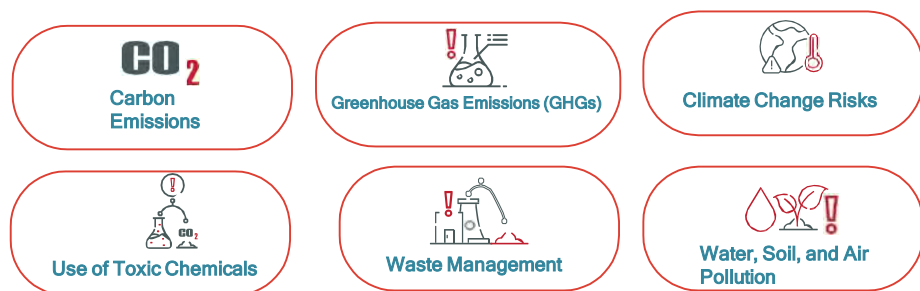 CO2
Carbon
Emissions
Greenhouse Gas Emissions (GHGs)
Climate Change Risks
CO2
Use of Toxic Chemicals
Waste Management
Water, Soil, and Air
Pollution